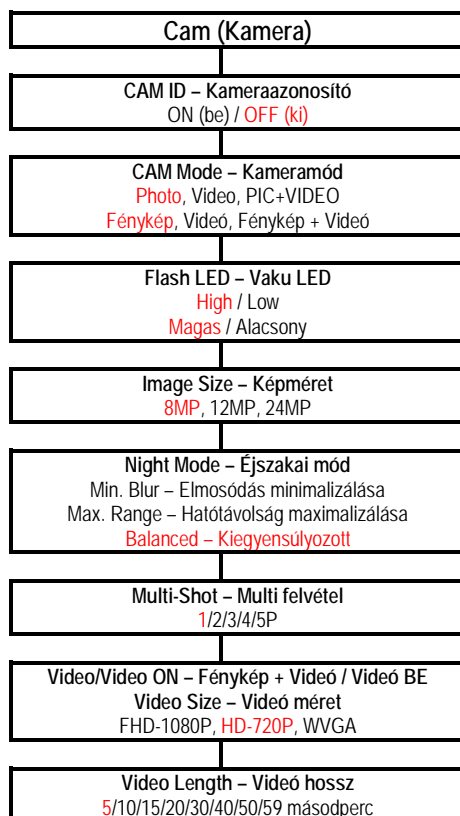 Cam (Kamera)
CAM ID – Kameraazonosító
ON (be) / OFF (ki)
CAM Mode – Kameramód
Photo, Video, PIC+VIDEO
Fénykép, Videó, Fénykép + Videó
Flash LED – Vaku LED
High / Low
Magas / Alacsony
Image Size – Képméret
8MP, 12MP, 24MP
Night Mode – Éjszakai mód
Min. Blur – Elmosódás minimalizálása
Max. Range – Hatótávolság maximalizálása
Balanced – Kiegyensúlyozott
Multi-Shot – Multi felvétel
1/2/3/4/5P
Video/Video ON – Fénykép + Videó / Videó BE
Video Size – Videó méret
FHD-1080P, HD-720P, WVGA
Video Length – Videó hossz
5/10/15/20/30/40/50/59 másodperc